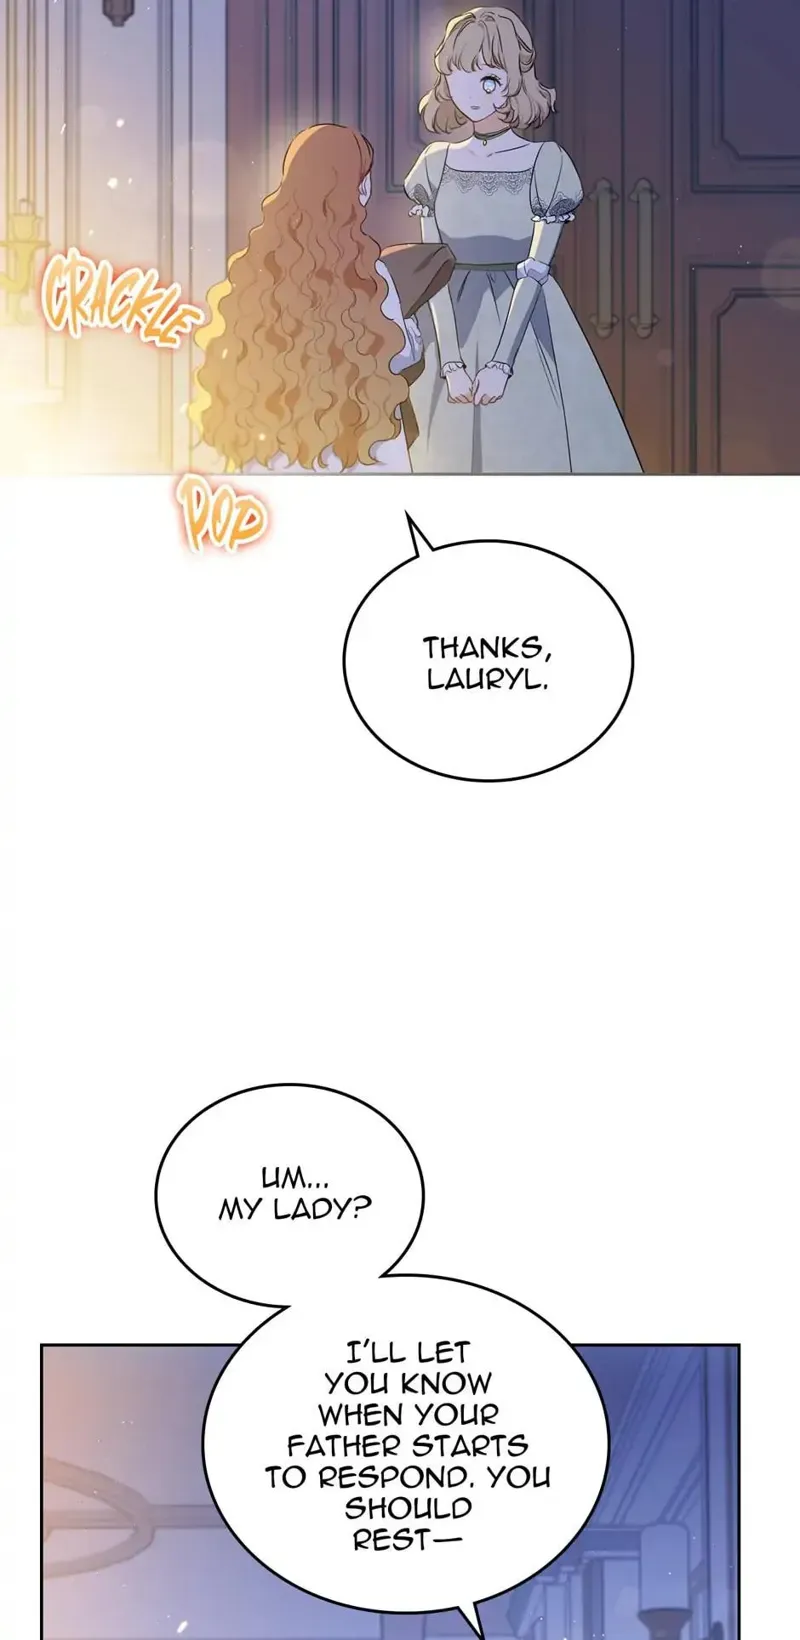 CRACKLE
POP
THANKS,
LAURYL.
UM...
MY LADY?
I'LL LET
YOU KNOW
WHEN YOUR
FATHER STARTS
TO RESPOND. YOU
SHOULD
REST—